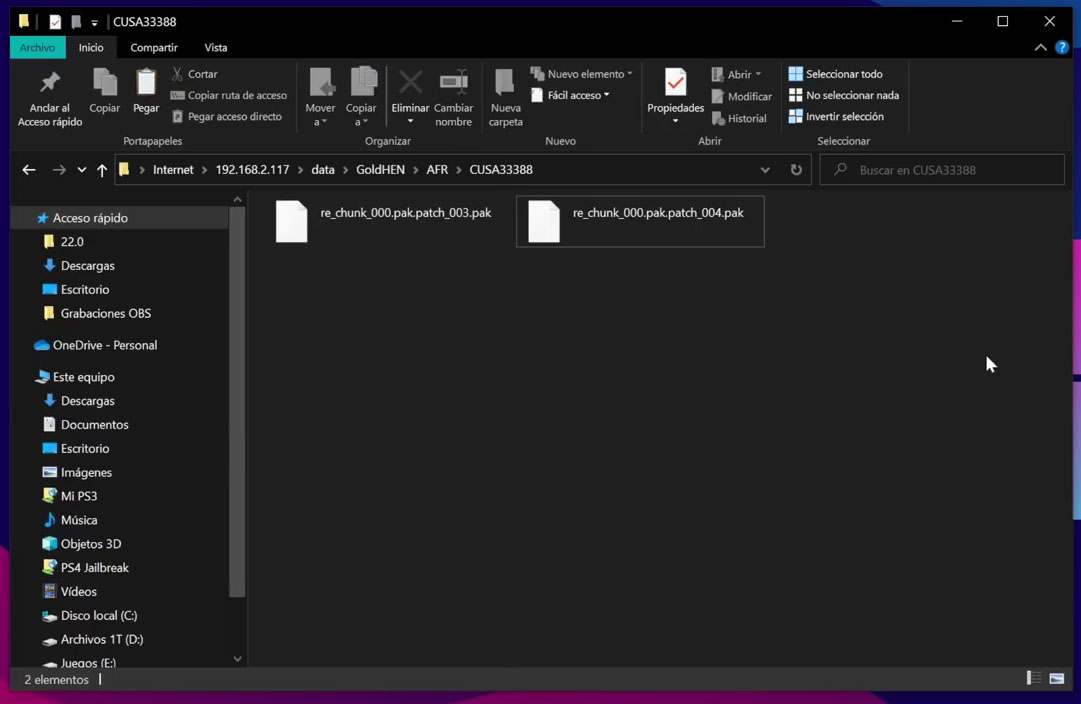 CUSA33388
Archivo Inicio Compartir Vista
Anclar al Acceso rápido
Copiar
Pegar
Cortar
Copiar ruta de acceso
Pegar acceso directo
Portapapeles
Mover a
Copiar a
Eliminar
Cambiar nombre
Organizar
Nueva carpeta
Nuevo elemento
Fácil acceso
Nuevo
Propiedades
Abrir
Modificar
Historial
Abrir
Seleccionar todo
No seleccionar nada
Invertir selección
Seleccionar
Internet > 192.168.2.117 > data > GoldHEN > AFR > CUSA33388
Buscar en CUSA33388
Acceso rápido
22.0
Descargas
Escritorio
Grabaciones OBS
OneDrive - Personal
Este equipo
Descargas
Documentos
Escritorio
Imágenes
Mi PS3
Música
Objetos 3D
PS4 Jailbreak
Vídeos
Disco local (C:)
Archivos 1T (D:)
Juegos (E:)
re_chunk_000.pak.patch_003.pak
re_chunk_000.pak.patch_004.pak
2 elementos